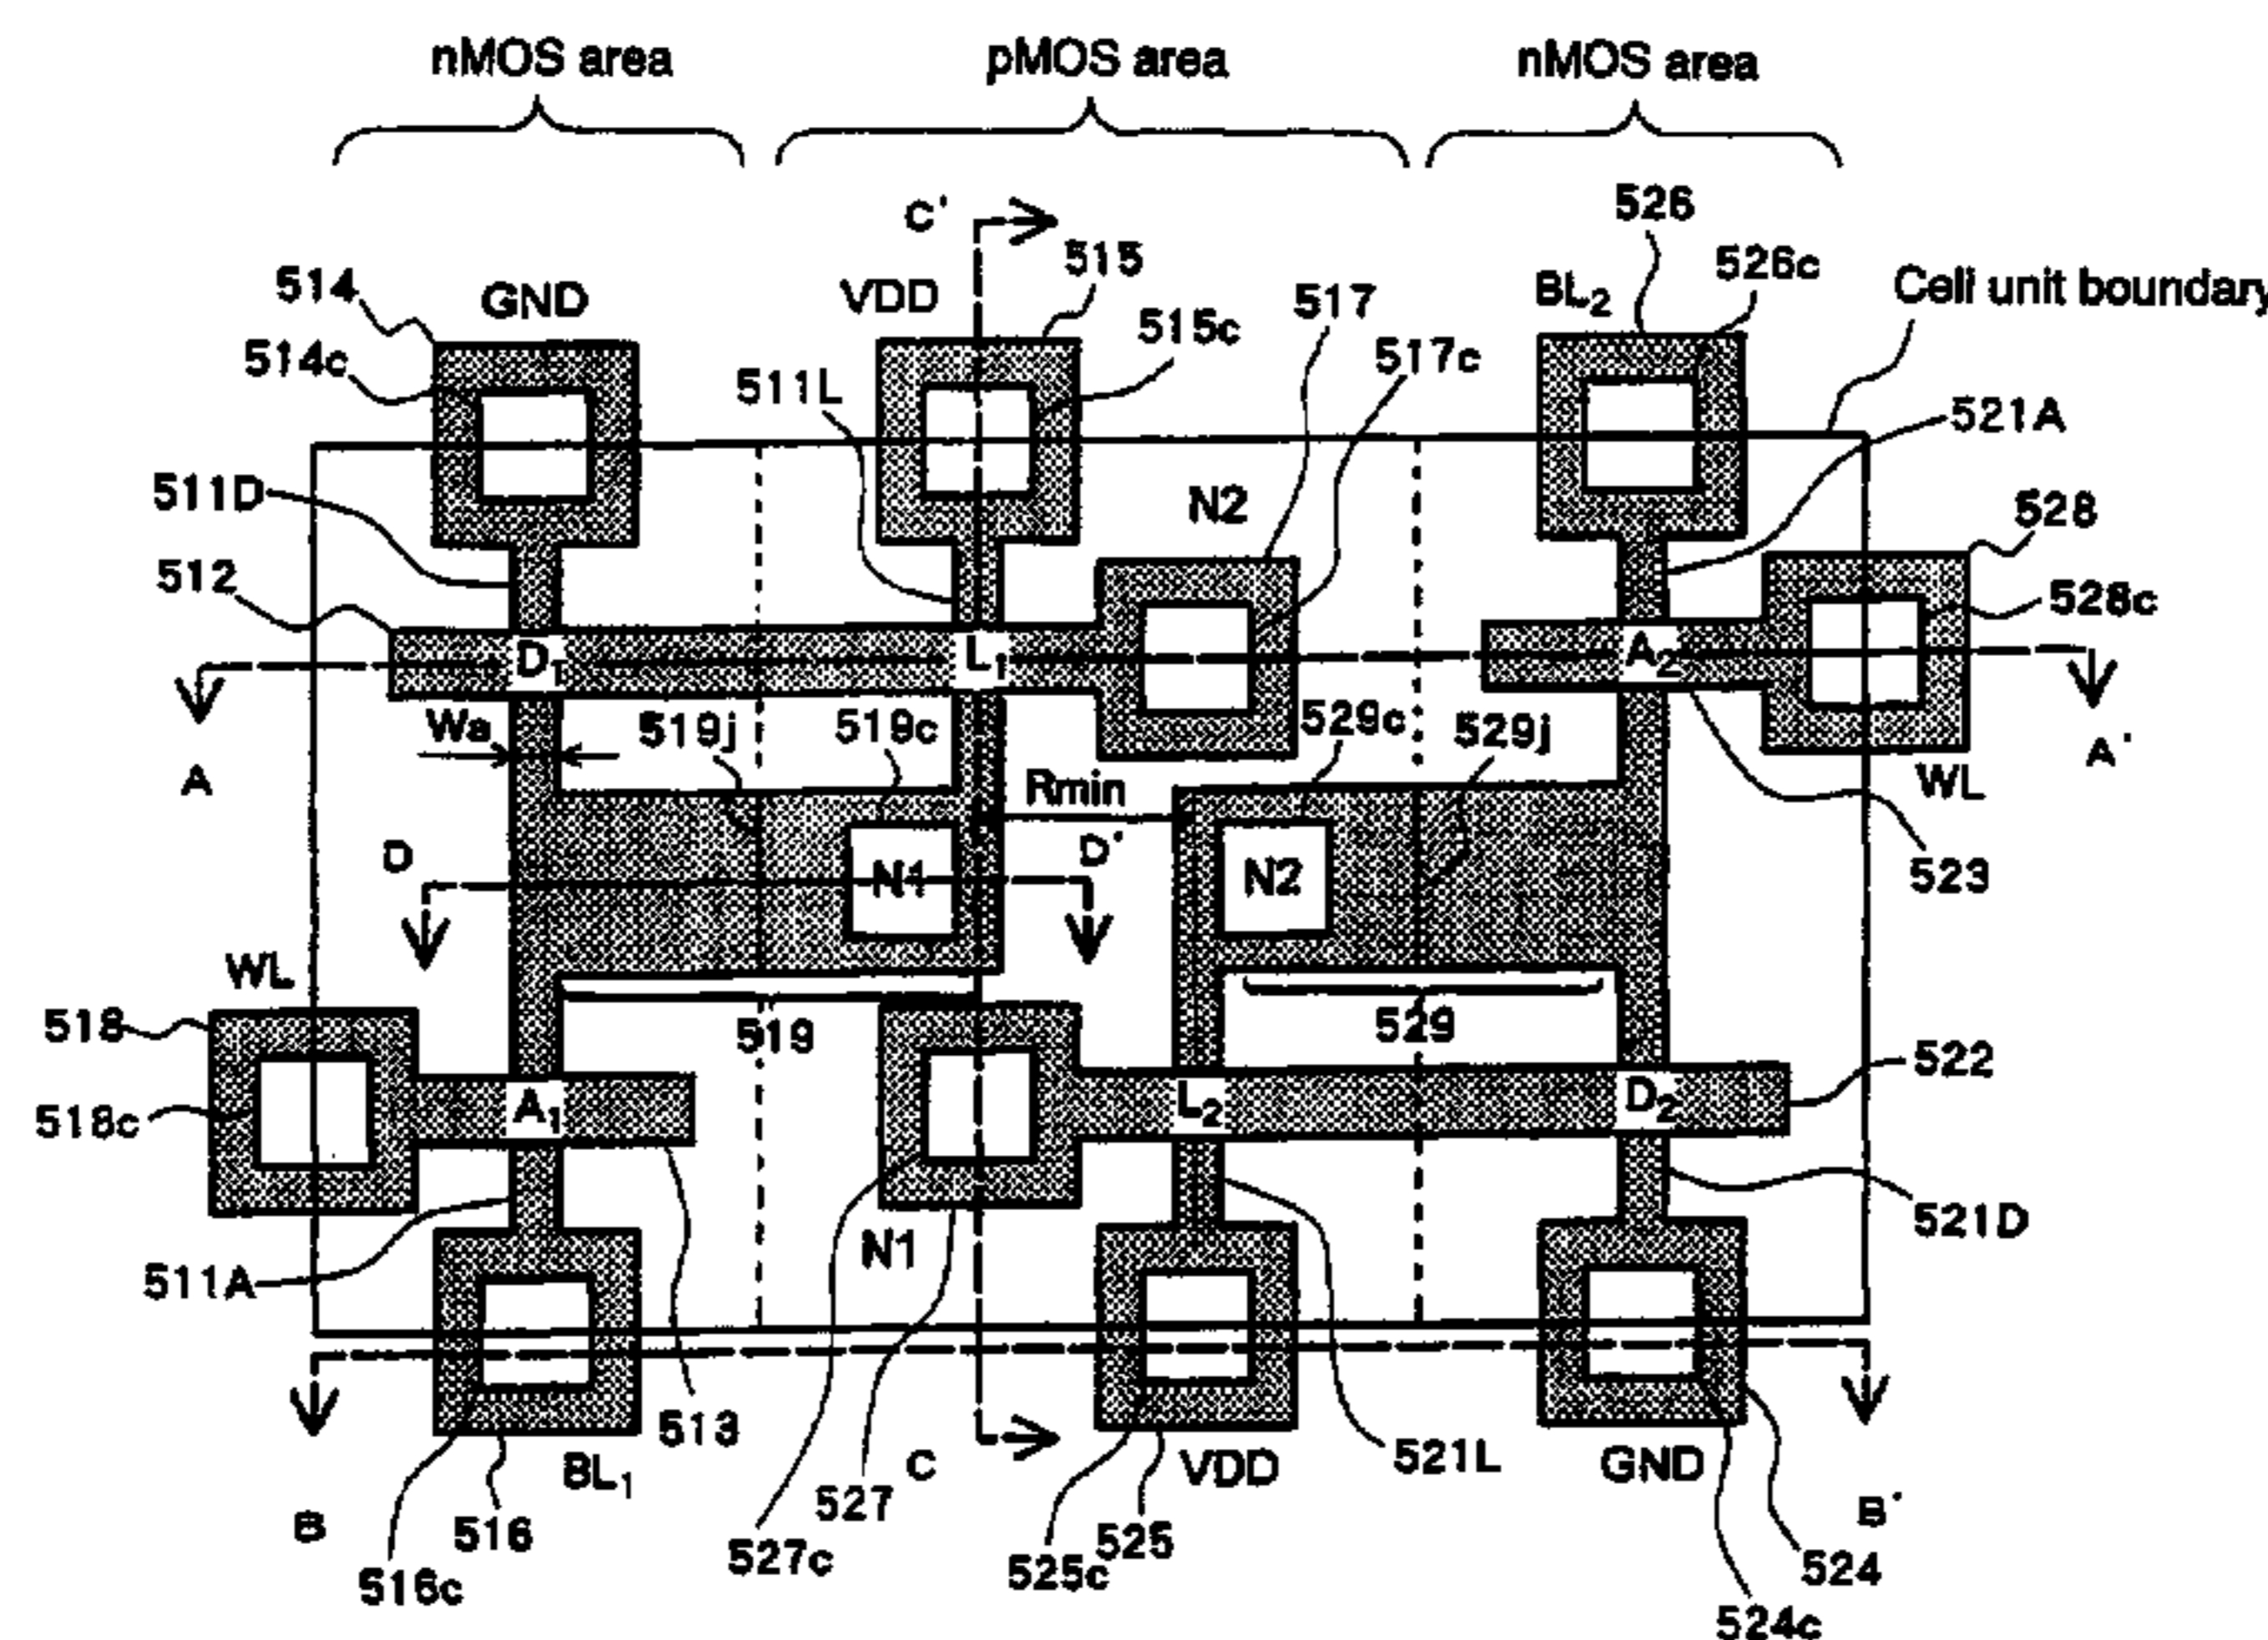 nMOS area pMOS area nMOS area
526
C'
515
526c
514 GND VDD 517 BL2 Cell unit boundary
515c
514c 517c
511L
521A
511D N2 528
512
528c
D1 L1 A2
Wa 519j 519c 529c 529j
A Rmin A'
WL
D D' N1 N2 523
WL
518 519 529
522
518c A1 L2 D2
521D
N1
511A
513 C 527 VDD 521L GND
BL1
B 516 527c 525c 525 B'
516c 524
524c